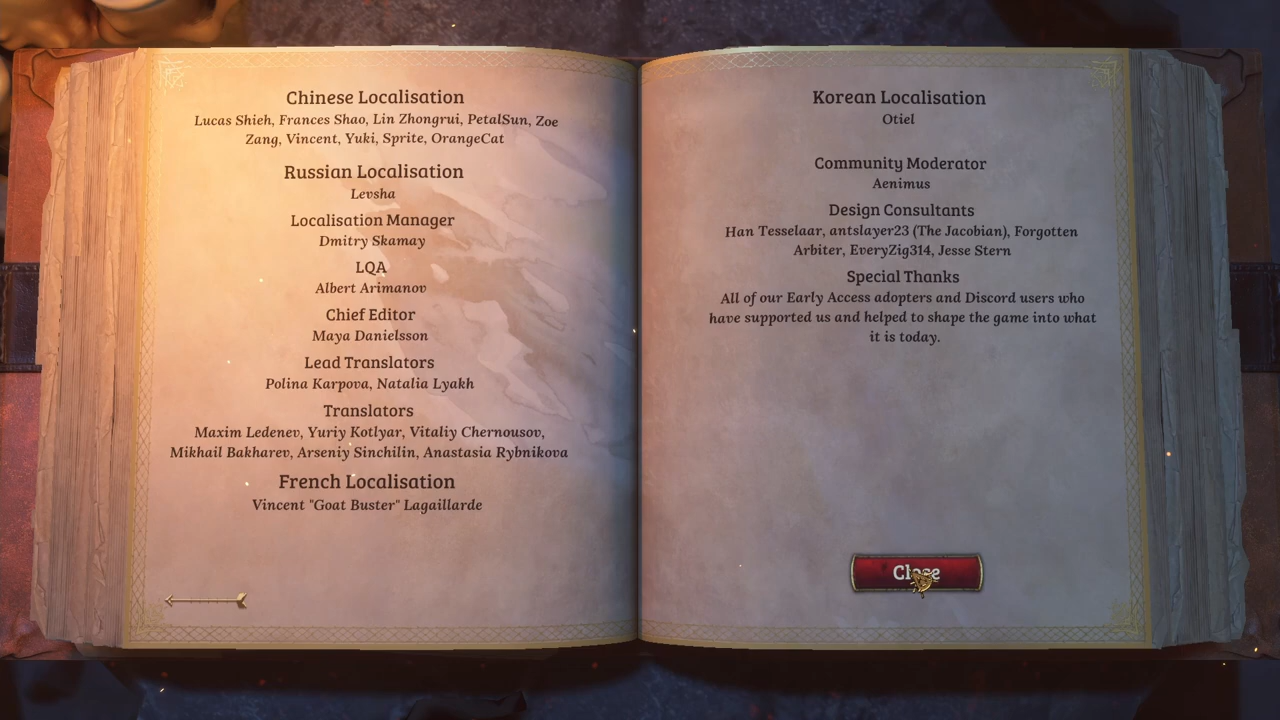 Chinese Localisation
Lucas Shieh, Frances Shao, Lin Zhongrui, PetalSun, Zoe
Zang, Vincent, Yuki, Sprite, OrangeCat
Russian Localisation
Levsha
Localisation Manager
Dmitry Skamay
LQA
Albert Arimanov
Chief Editor
Maya Danielsson
Lead Translators
Polina Karpova, Natalia Lyakh
Translators
Maxim Ledenev, Yuriy Kotlyar, Vitaliy Chernousov,
Mikhail Bakharev, Arseniy Sinchilin, Anastasia Rybnikova
French Localisation
Vincent "Goat Buster" Lagaillarde
Korean Localisation
Otiel
Community Moderator
Aenimus
Design Consultants
Han Tesselaar, antslayer23 (The Jacobian), Forgotten
Arbiter, EveryZig314, Jesse Stern
Special Thanks
All of our Early Access adopters and Discord users who
have supported us and helped to shape the game into what
it is today.
Close